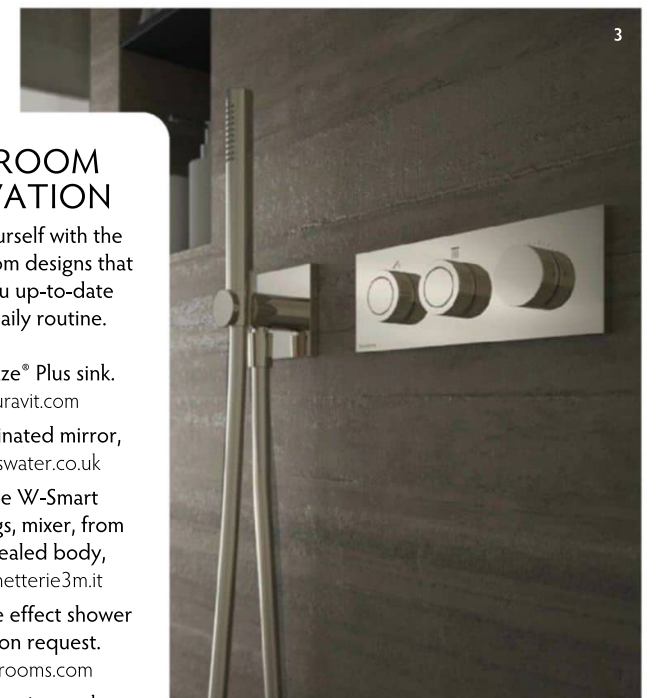 3
ROOM
VATION
urself with the
om designs that
u up-to-date
aily routine.
ze® Plus sink.
uravit.com
inated mirror,
swater.co.uk
e W-Smart
gs, mixer, from
ealed body,
netterie3m.it
e effect shower
on request.
rooms.com